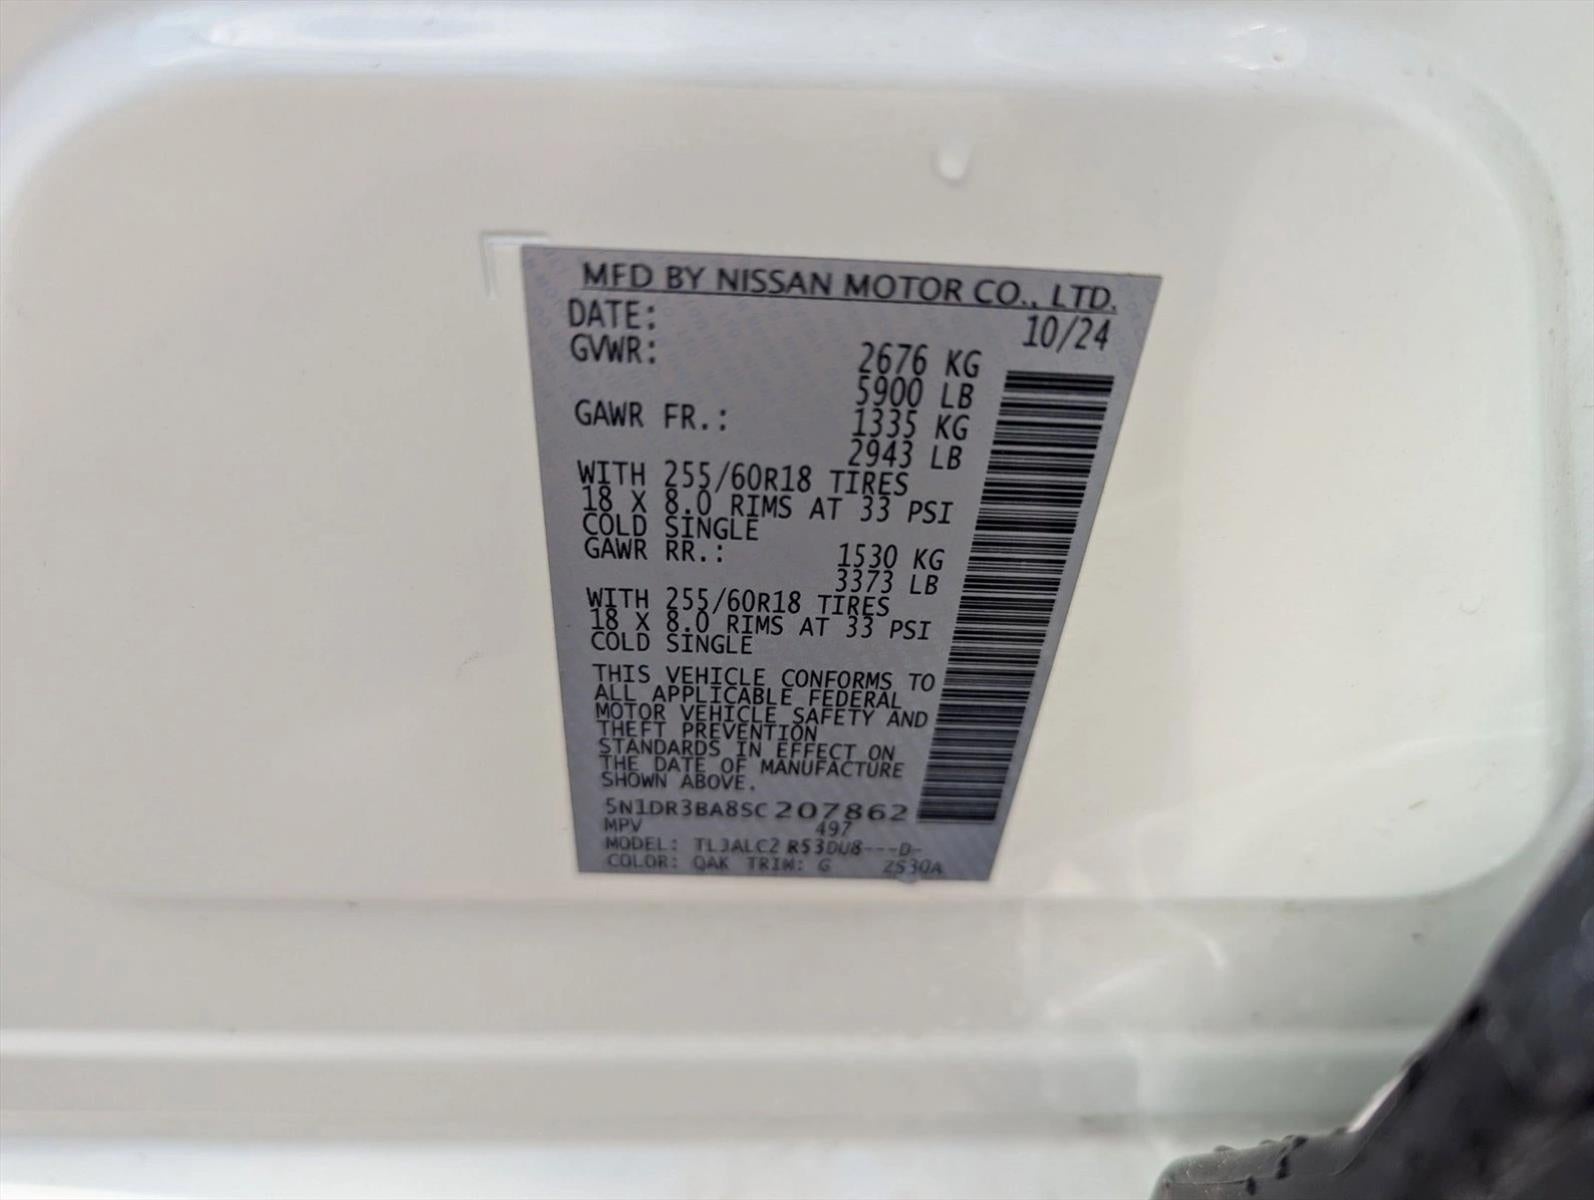 MFD BY NISSAN MOTOR CO., LTD.
DATE: 10/24
GVWR: 2676 KG
5900 LB
GAWR FR.: 1335 KG
2943 LB
WITH 255/60R18 TIRES
18 X 8.0 RIMS AT 33 PSI
COLD SINGLE
GAWR RR.: 1530 KG
3373 LB
WITH 255/60R18 TIRES
18 X 8.0 RIMS AT 33 PSI
COLD SINGLE
THIS VEHICLE CONFORMS TO
ALL APPLICABLE FEDERAL
MOTOR VEHICLE SAFETY AND
THEFT PREVENTION
STANDARDS IN EFFECT ON
THE DATE OF MANUFACTURE
SHOWN ABOVE.
5N1DR3BA8SC207862
MPV 497
MODEL: TLJALC2 R53DU8---D-
COLOR: QAK TRIM: G ZS30A